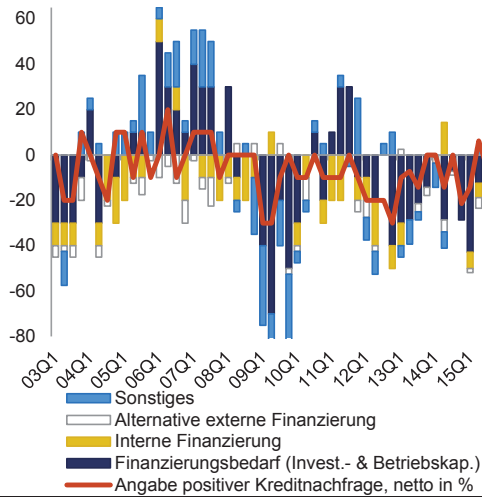 60
40
20
0
-20
-40
-60
-80
03Q1
04Q1
05Q1
06Q1
07Q1
08Q1
09Q1
10Q1
11Q1
12Q1
13Q1
14Q1
15Q1
Sonstiges
Alternative externe Finanzierung
Interne Finanzierung
Finanzierungsbedarf (Invest.- & Betriebskap.)
Angabe positiver Kreditnachfrage, netto in %